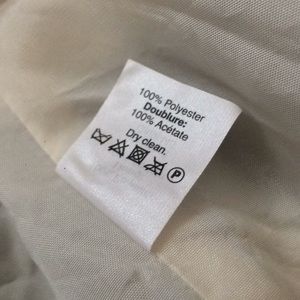 100% Polyester
Doublure:
100% Acétate
Dry clean.
P